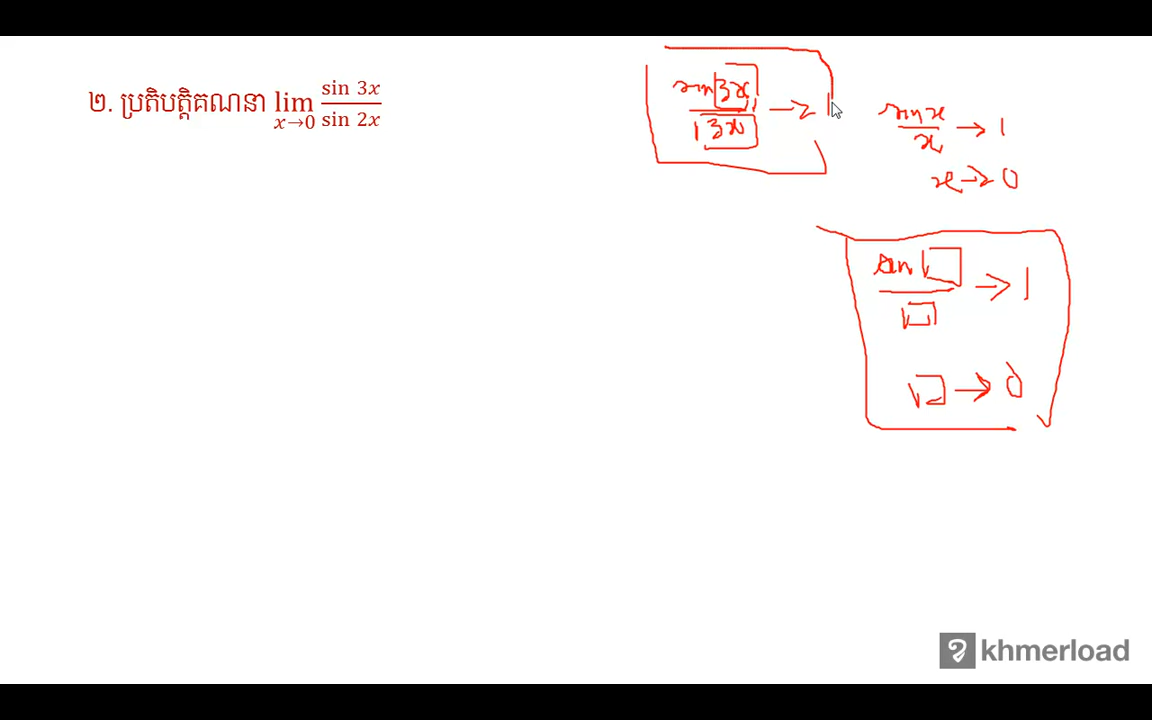 ២. ប្រតិបត្តិគណនា lim x→0 sin 3x / sin 2x
sin 3x / 3x → 1
sin x / x → 1
x → 0
sin □ / □ → 1
□ → 0
khmerload